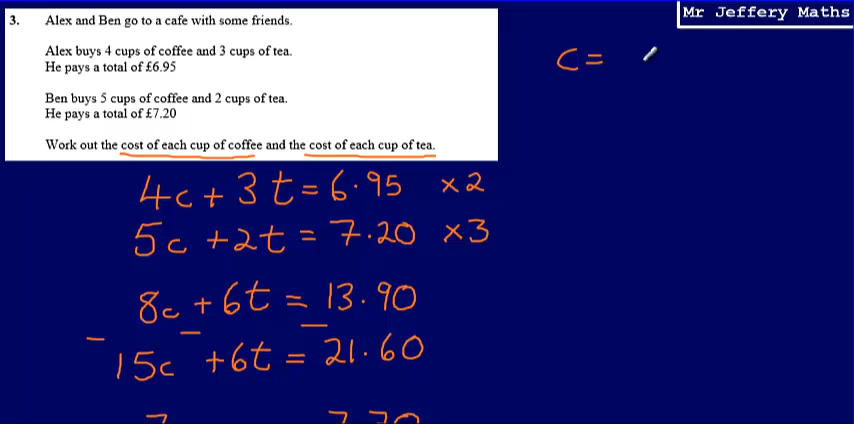 Mr Jeffery Maths
3. Alex and Ben go to a cafe with some friends.
Alex buys 4 cups of coffee and 3 cups of tea.
He pays a total of £6.95
Ben buys 5 cups of coffee and 2 cups of tea.
He pays a total of £7.20
Work out the cost of each cup of coffee and the cost of each cup of tea.
c =
4c + 3t = 6.95 ×2
5c + 2t = 7.20 ×3
8c + 6t = 13.90
- 15c - + 6t = - 21.60